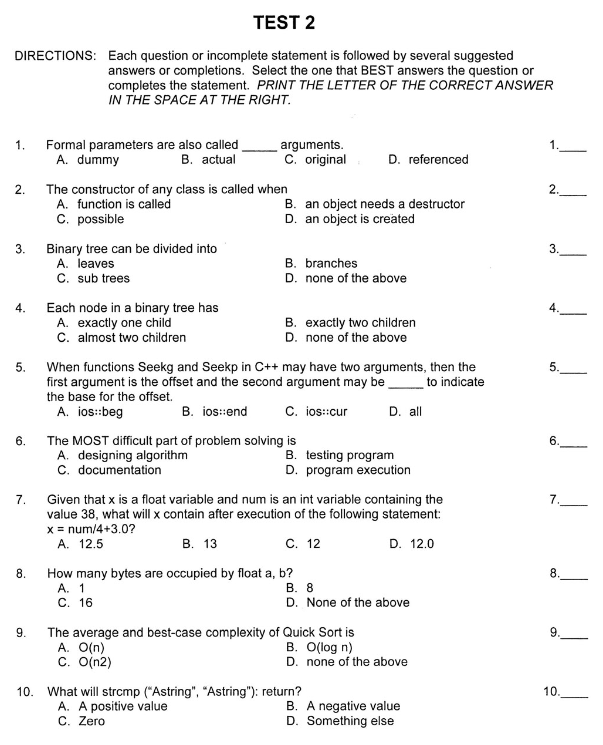 TEST 2
DIRECTIONS: Each question or incomplete statement is followed by several suggested
answers or completions. Select the one that BEST answers the question or
completes the statement. PRINT THE LETTER OF THE CORRECT ANSWER
IN THE SPACE AT THE RIGHT.
1. Formal parameters are also called _____ arguments. 1.____
A. dummy B. actual C. original D. referenced
2. The constructor of any class is called when 2.____
A. function is called B. an object needs a destructor
C. possible D. an object is created
3. Binary tree can be divided into 3.____
A. leaves B. branches
C. sub trees D. none of the above
4. Each node in a binary tree has 4.____
A. exactly one child B. exactly two children
C. almost two children D. none of the above
5. When functions Seekg and Seekp in C++ may have two arguments, then the 5.____
first argument is the offset and the second argument may be _____ to indicate
the base for the offset.
A. ios::beg B. ios::end C. ios::cur D. all
6. The MOST difficult part of problem solving is 6.____
A. designing algorithm B. testing program
C. documentation D. program execution
7. Given that x is a float variable and num is an int variable containing the 7.____
value 38, what will x contain after execution of the following statement:
x = num/4+3.0?
A. 12.5 B. 13 C. 12 D. 12.0
8. How many bytes are occupied by float a, b? 8.____
A. 1 B. 8
C. 16 D. None of the above
9. The average and best-case complexity of Quick Sort is 9.____
A. O(n) B. O(log n)
C. O(n2) D. none of the above
10. What will strcmp (“Astring”, “Astring”): return? 10.____
A. A positive value B. A negative value
C. Zero D. Something else